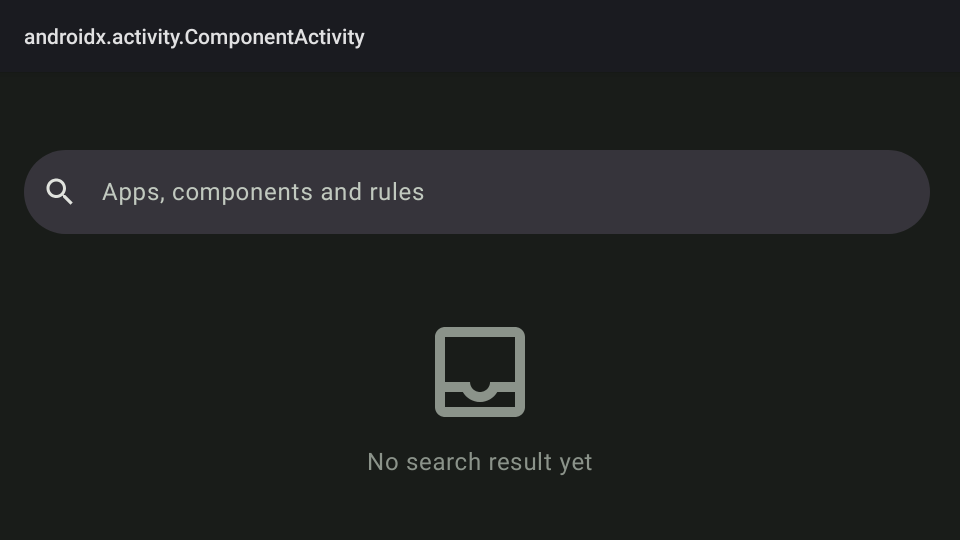 androidx.activity.ComponentActivity
Apps, components and rules
No search result yet